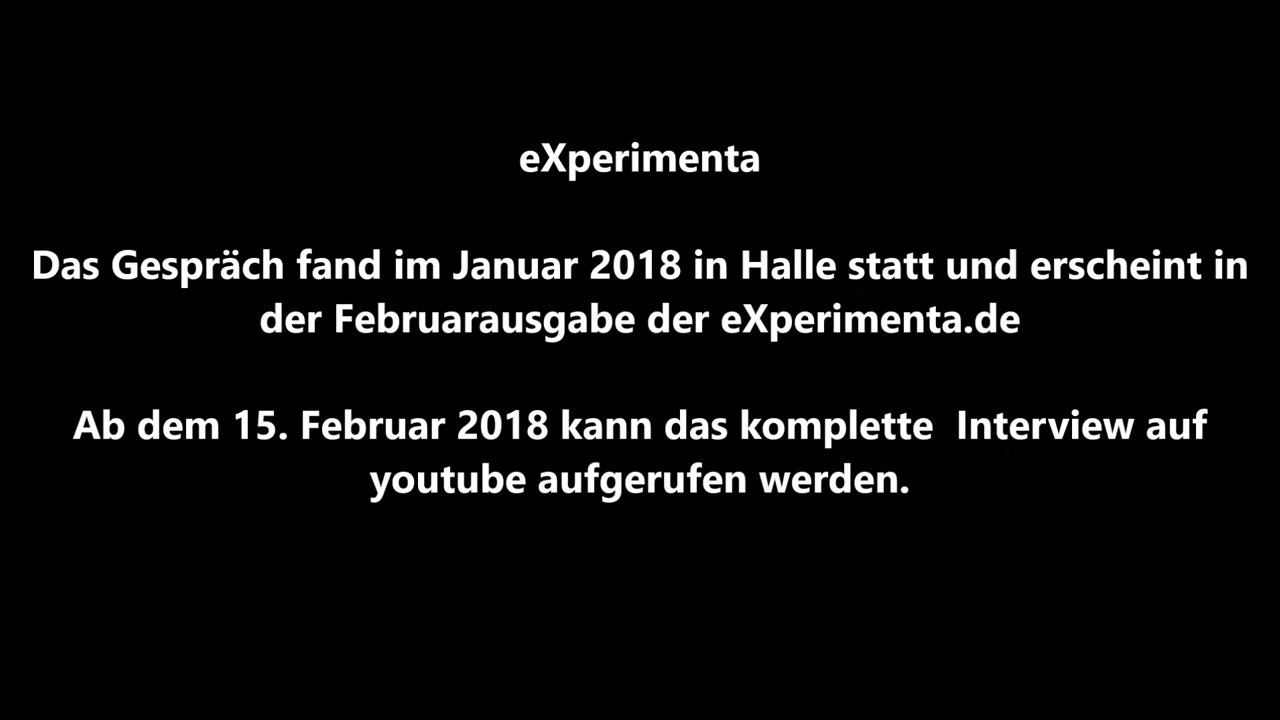 eXperimenta
Das Gespräch fand im Januar 2018 in Halle statt und erscheint in
der Februarausgabe der eXperimenta.de
Ab dem 15. Februar 2018 kann das komplette  Interview auf
youtube aufgerufen werden.